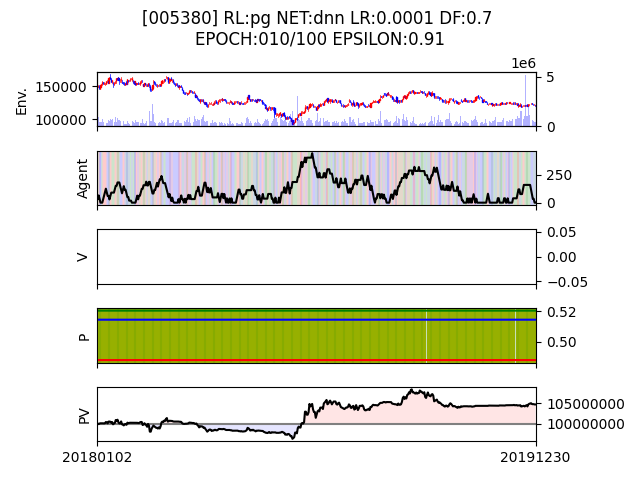 [005380] RL:pg NET:dnn LR:0.0001 DF:0.7
EPOCH:010/100 EPSILON:0.91
1e6
Env.
150000
100000
5
0
Agent
250
0
V
0.05
0.00
−0.05
P
0.52
0.50
PV
105000000
100000000
20180102
20191230